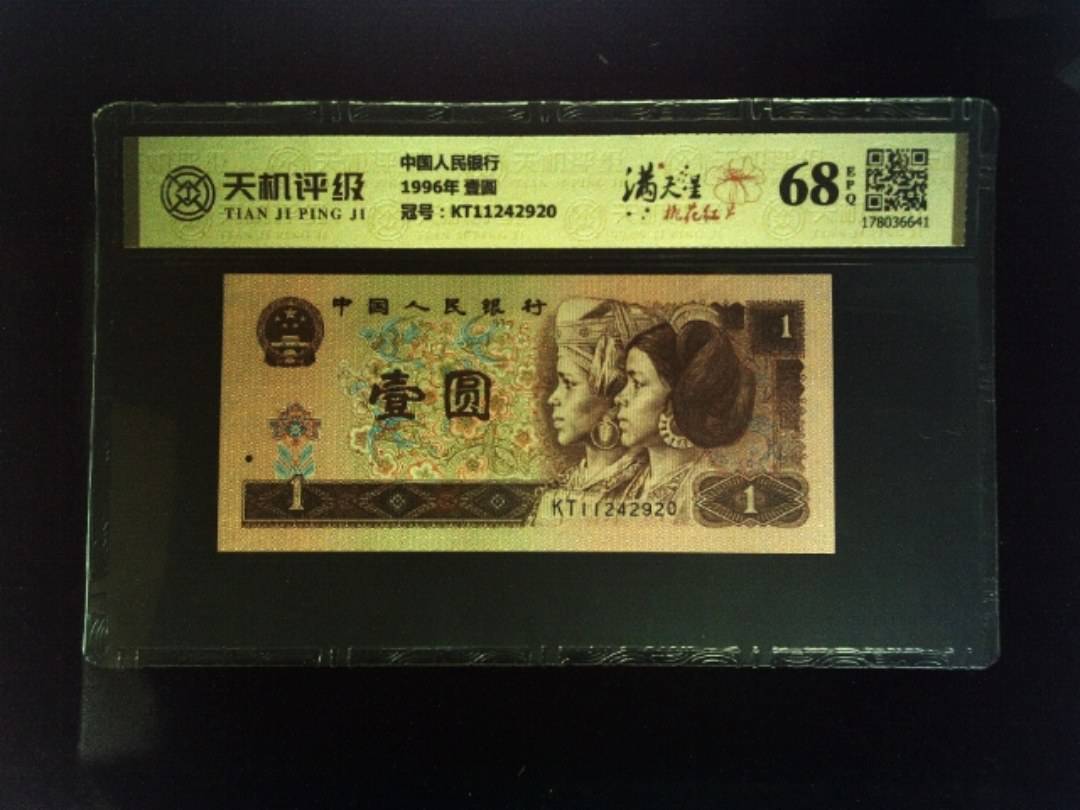 天机评级
TIAN JI PING JI
中国人民银行
1996年 壹圆
冠号：KT11242920
满天星
桃花红
68
EPQ
178036641
中国人民银行
壹圆
1
1
KT11242920
1